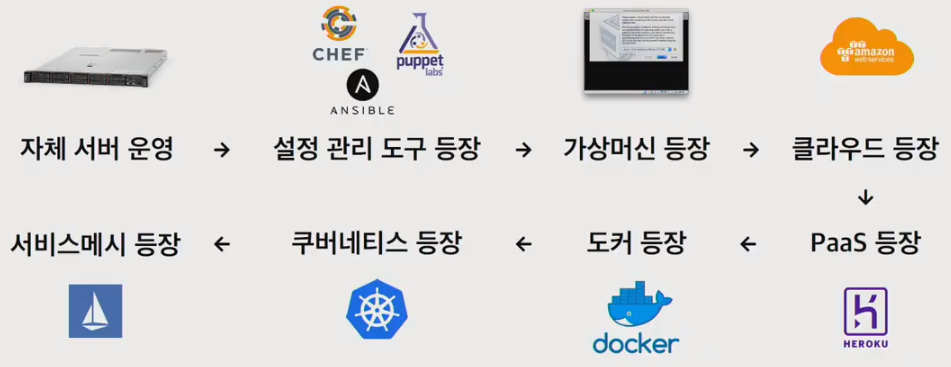 CHEF
puppet
labs
ANSIBLE
amazon
web services
자체 서버 운영 → 설정 관리 도구 등장 → 가상머신 등장 → 클라우드 등장
↓
서비스메시 등장 ← 쿠버네티스 등장 ← 도커 등장 ← PaaS 등장
docker
HEROKU